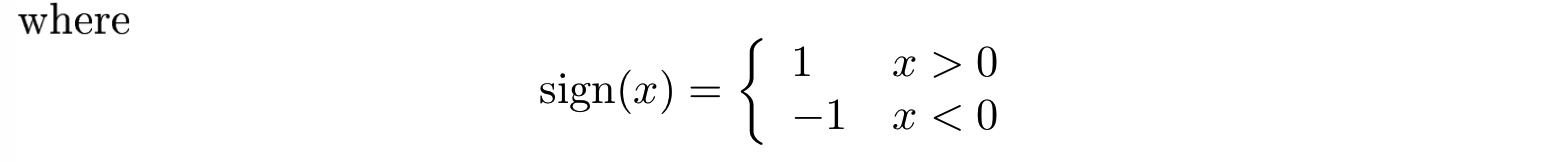 where
sign(x) = { 1 x > 0
−1 x < 0